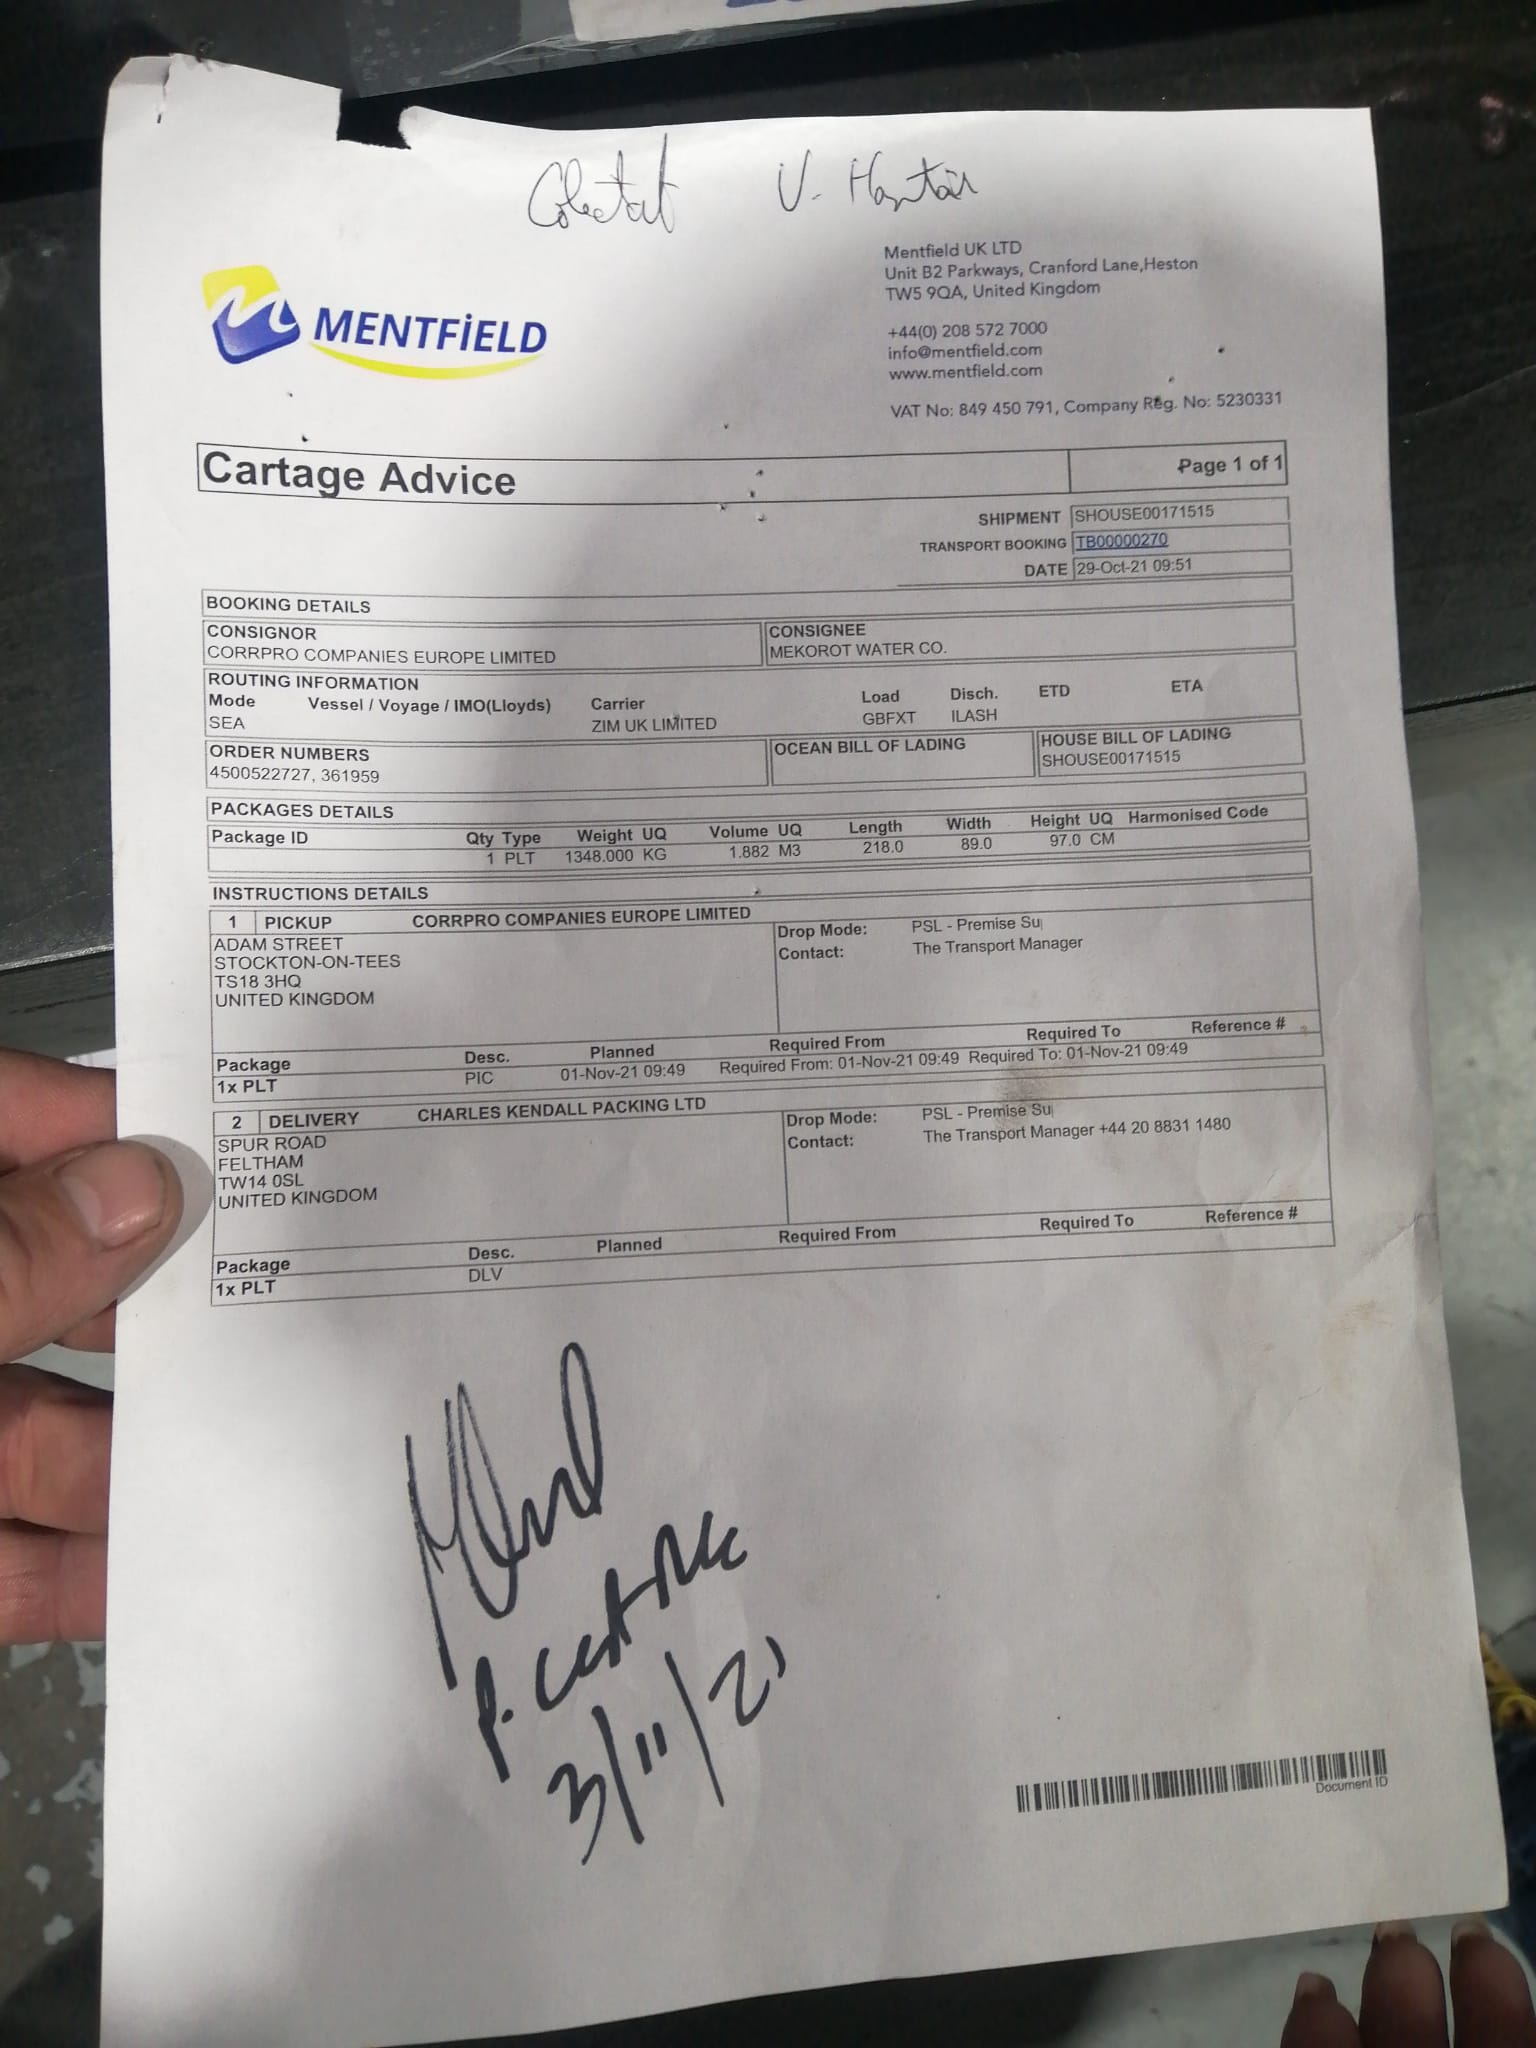 MENTFiELD
Mentfield UK LTD
Unit B2 Parkways, Cranford Lane,Heston
TW5 9QA, United Kingdom
+44(0) 208 572 7000
info@mentfield.com
www.mentfield.com
VAT No: 849 450 791, Company Reg. No: 5230331
Cartage Advice Page 1 of 1
SHIPMENT SHOUSE00171515
TRANSPORT BOOKING TB00000270
DATE 29-Oct-21 09:51
BOOKING DETAILS
CONSIGNOR CONSIGNEE
CORRPRO COMPANIES EUROPE LIMITED MEKOROT WATER CO.
ROUTING INFORMATION
Mode Vessel / Voyage / IMO(Lloyds) Carrier Load Disch. ETD ETA
SEA ZIM UK LIMITED GBFXT ILASH
ORDER NUMBERS OCEAN BILL OF LADING HOUSE BILL OF LADING
4500522727, 361959 SHOUSE00171515
PACKAGES DETAILS
Package ID Qty Type Weight UQ Volume UQ Length Width Height UQ Harmonised Code
1 PLT 1348.000 KG 1.882 M3 218.0 89.0 97.0 CM
INSTRUCTIONS DETAILS
1 PICKUP CORRPRO COMPANIES EUROPE LIMITED
ADAM STREET Drop Mode: PSL - Premise Su
STOCKTON-ON-TEES Contact: The Transport Manager
TS18 3HQ
UNITED KINGDOM
Package Desc. Planned Required From Required To Reference #
1x PLT PIC 01-Nov-21 09:49 Required From: 01-Nov-21 09:49 Required To: 01-Nov-21 09:49
2 DELIVERY CHARLES KENDALL PACKING LTD
SPUR ROAD Drop Mode: PSL - Premise Su
FELTHAM Contact: The Transport Manager +44 20 8831 1480
TW14 0SL
UNITED KINGDOM
Package Desc. Planned Required From Required To Reference #
1x PLT DLV
P. CLARK
3/11/21
Document ID